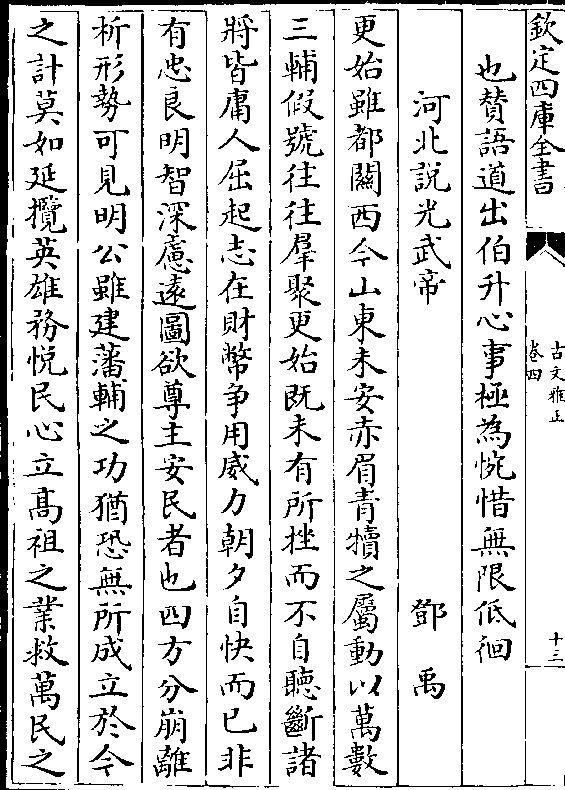 欽定四庫全書
古文雅正
卷四
十三
也贊語道出伯升心事極為惋惜無限低徊
河北說光武帝 鄧禹
更始雖都關西今山東未安赤眉青犢之屬動以萬數
三輔假號往往羣聚更始既未有所挫而不自聽斷諸
將皆庸人屈起志在財幣争用威力朝夕自快而已非
有忠良明智深慮遠圖欲尊主安民者也四方分崩離
析形勢可見明公雖建藩輔之功猶恐無所成立於今
之計莫如延攬英雄務悅民心立髙祖之業救萬民之